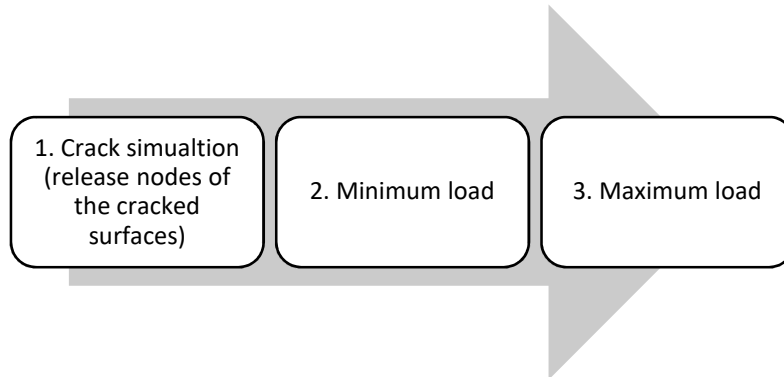 1. Crack simualtion
(release nodes of
the cracked
surfaces)
2. Minimum load
3. Maximum load